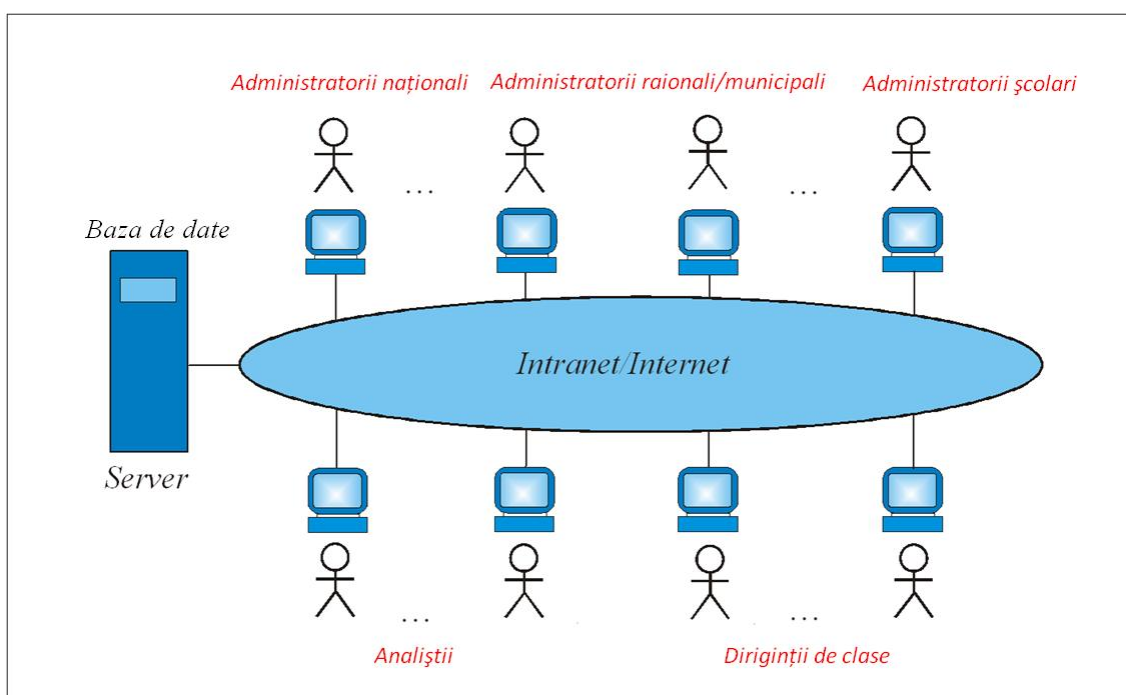 Administratorii naționali
Administratorii raionali/municipali
Administratorii şcolari
... ...
Baza de date
Intranet/Internet
Server
... ...
Analiştii
Diriginții de clase